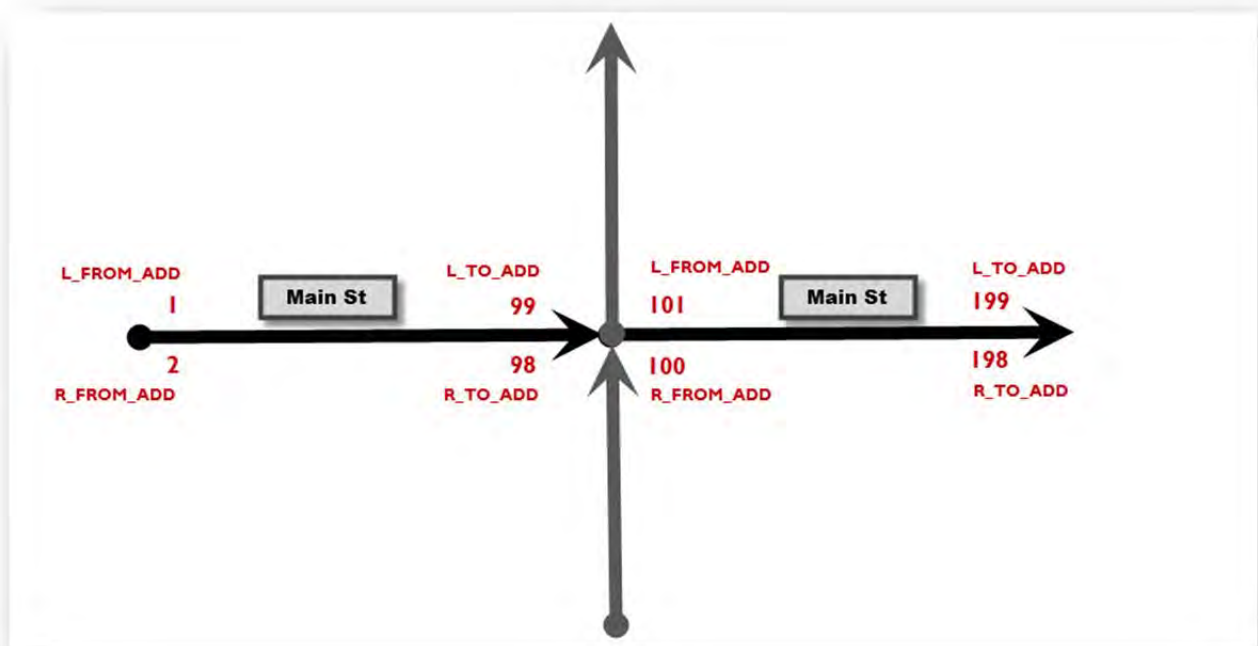 L_FROM_ADD
1
Main St
L_TO_ADD
99
R_FROM_ADD
2
98
R_TO_ADD
L_FROM_ADD
101
Main St
L_TO_ADD
199
100
R_FROM_ADD
198
R_TO_ADD